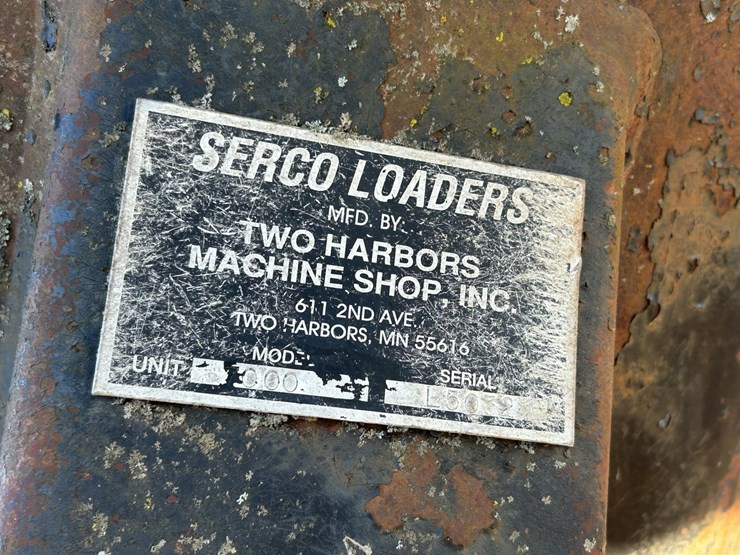 SERCO LOADERS
MFD. BY:
TWO HARBORS
MACHINE SHOP, INC.
611 2ND AVE.
TWO HARBORS, MN 55616
UNIT MODEL SERIAL